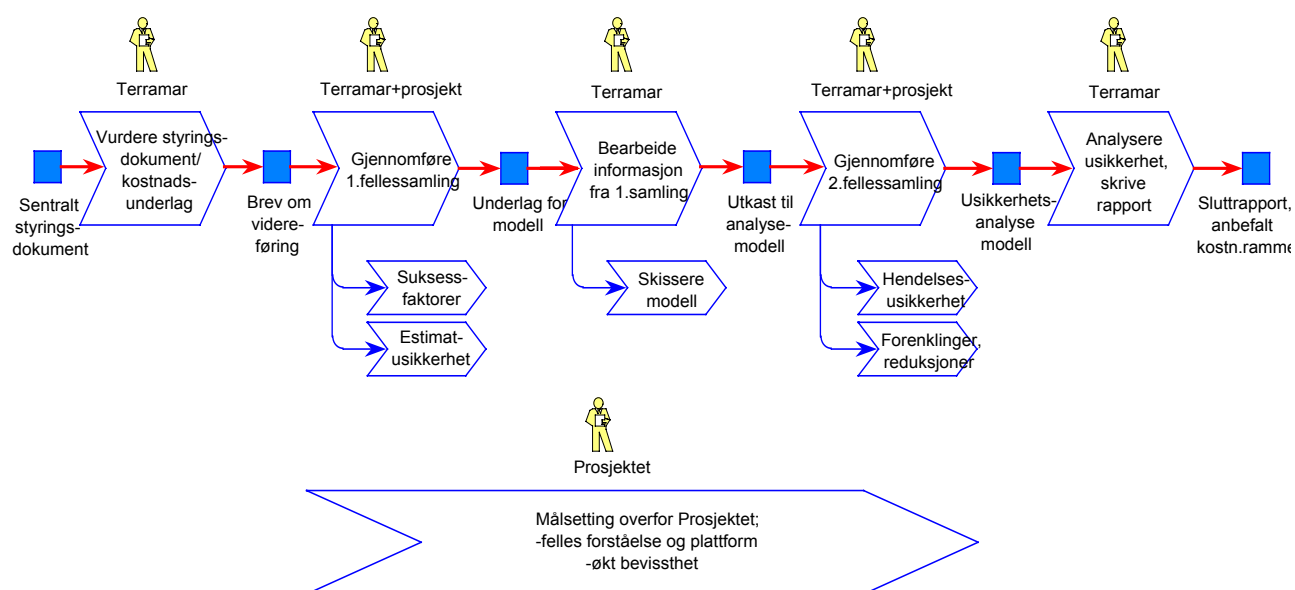 Terramar
Terramar+prosjekt
Terramar
Terramar+prosjekt
Terramar
Vurdere styrings-
dokument/
kostnads-
underlag
Gjennomføre
1.fellessamling
Bearbeide
informasjon
fra 1.samling
Gjennomføre
2.fellessamling
Analysere
usikkerhet,
skrive
rapport
Sentralt
styrings-
dokument
Brev om
videre-
føring
Underlag for
modell
Utkast til
analyse-
modell
Usikkerhets-
analyse
modell
Sluttrapport,
anbefalt
kostn.ramme
Suksess-
faktorer
Estimat-
usikkerhet
Skissere
modell
Hendelses-
usikkerhet
Forenklinger,
reduksjoner
Prosjektet
Målsetting overfor Prosjektet;
-felles forståelse og plattform
-økt bevissthet